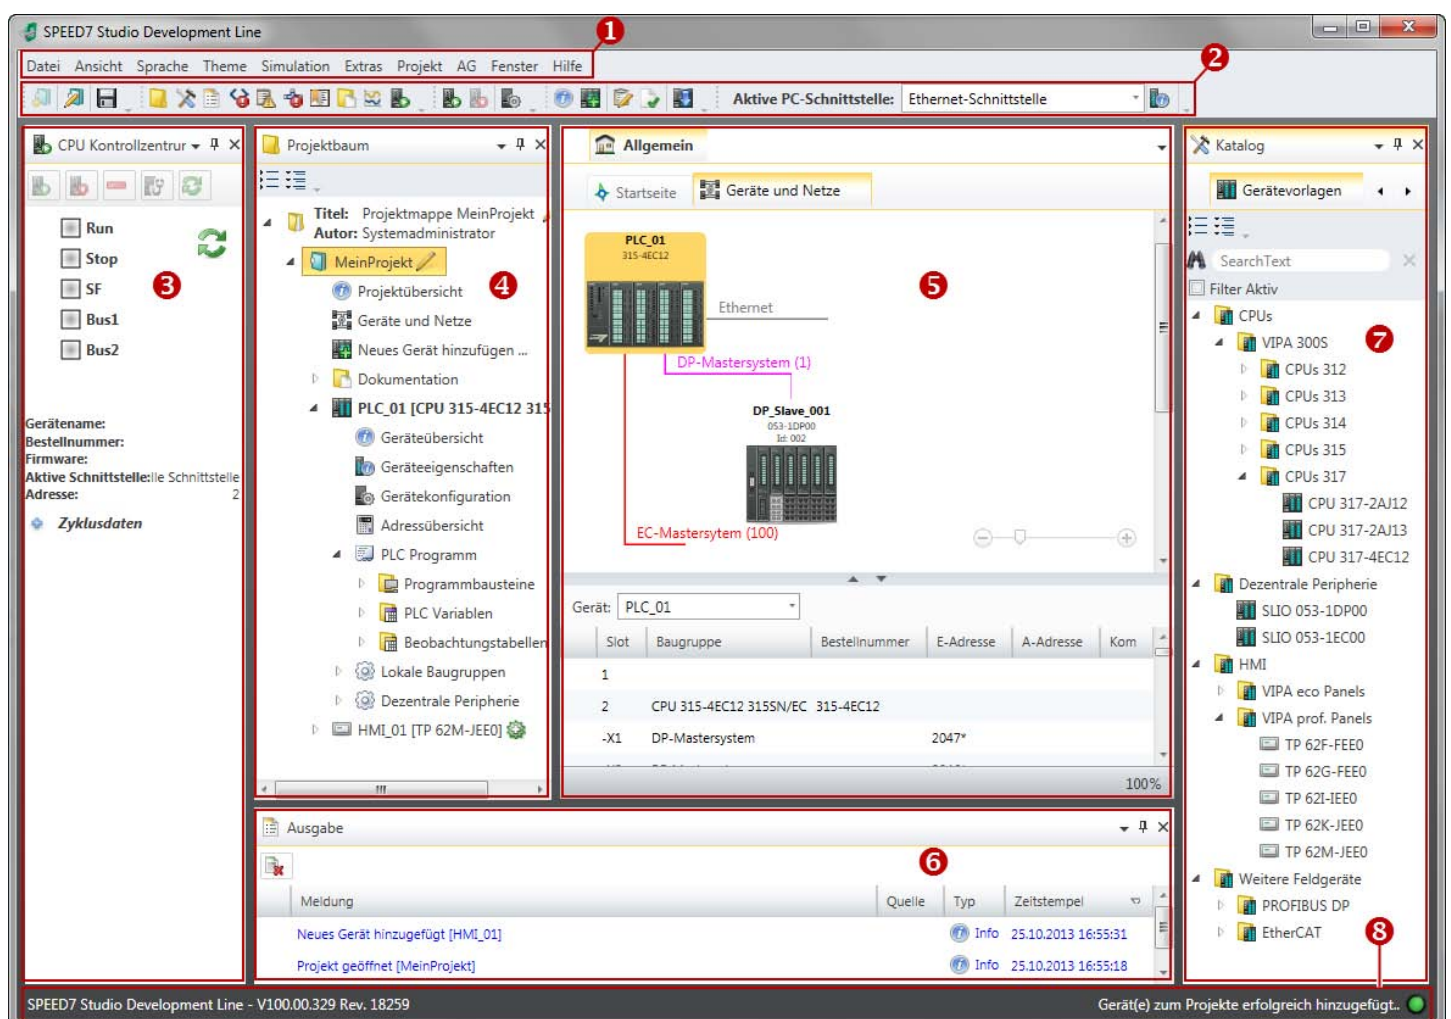 SPEED7 Studio Development Line
1
Datei Ansicht Sprache Theme Simulation Extras Projekt AG Fenster Hilfe
2
Aktive PC-Schnittstelle: Ethernet-Schnittstelle
CPU Kontrollzentrur
Run
Stop
SF
Bus1
Bus2
3
Gerätename:
Bestellnummer:
Firmware:
Aktive Schnittstelle:lle Schnittstelle
Adresse: 2
Zyklusdaten
Projektbaum
Titel: Projektmappe MeinProjekt
Autor: Systemadministrator
MeinProjekt
4
Projektübersicht
Geräte und Netze
Neues Gerät hinzufügen ...
Dokumentation
PLC_01 [CPU 315-4EC12 315
Geräteübersicht
Geräteeigenschaften
Gerätekonfiguration
Adressübersicht
PLC Programm
Programmbausteine
PLC Variablen
Beobachtungstabellen
Lokale Baugruppen
Dezentrale Peripherie
HMI_01 [TP 62M-JEE0]
Allgemein
Startseite Geräte und Netze
PLC_01
315-4EC12
5
Ethernet
DP-Mastersystem (1)
DP_Slave_001
053-1DP00
Id: 002
EC-Mastersytem (100)
Gerät: PLC_01
Slot Baugruppe Bestellnummer E-Adresse A-Adresse Kom
1
2 CPU 315-4EC12 315SN/EC 315-4EC12
-X1 DP-Mastersystem 2047*
100%
Ausgabe
6
Meldung Quelle Typ Zeitstempel
Neues Gerät hinzugefügt [HMI_01] Info 25.10.2013 16:55:31
Projekt geöffnet [MeinProjekt] Info 25.10.2013 16:55:18
Katalog
Gerätevorlagen
SearchText
Filter Aktiv
CPUs
7
VIPA 300S
CPUs 312
CPUs 313
CPUs 314
CPUs 315
CPUs 317
CPU 317-2AJ12
CPU 317-2AJ13
CPU 317-4EC12
Dezentrale Peripherie
SLIO 053-1DP00
SLIO 053-1EC00
HMI
VIPA eco Panels
VIPA prof. Panels
TP 62F-FEE0
TP 62G-FEE0
TP 62I-IEE0
TP 62K-JEE0
TP 62M-JEE0
Weitere Feldgeräte
PROFIBUS DP
EtherCAT
8
SPEED7 Studio Development Line - V100.00.329 Rev. 18259
Gerät(e) zum Projekte erfolgreich hinzugefügt..